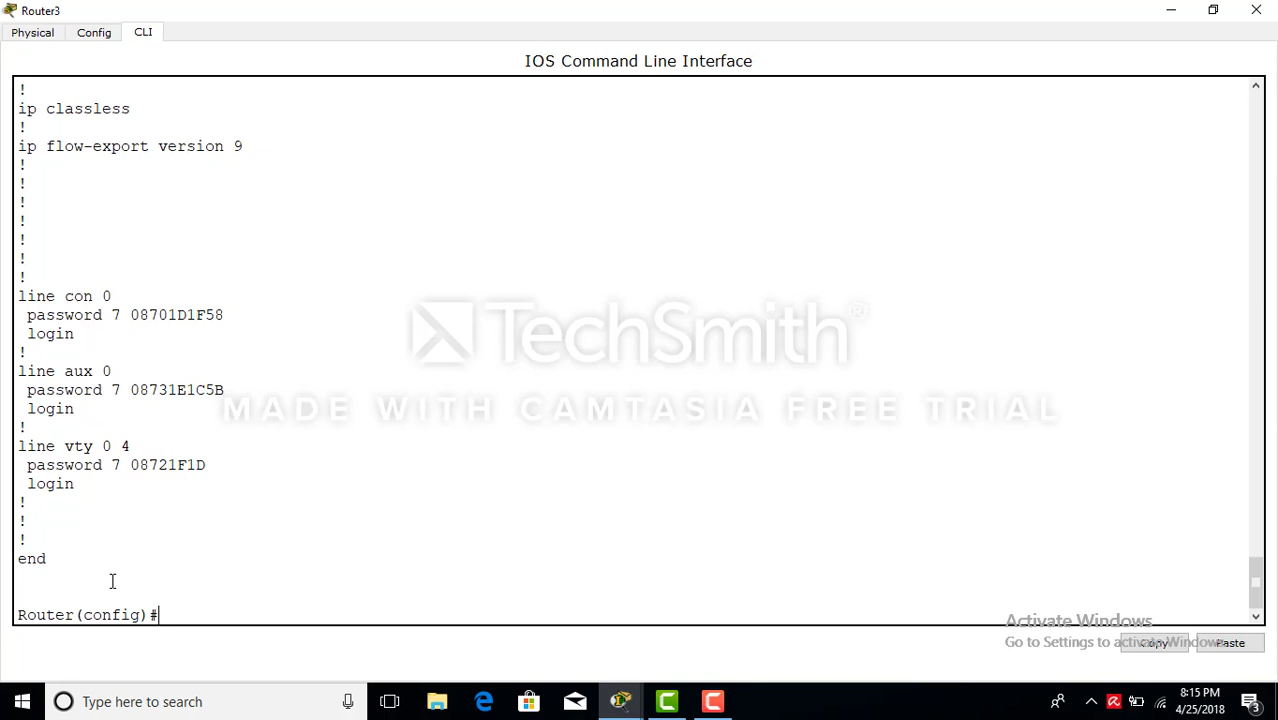 Router3
Physical Config CLI
IOS Command Line Interface
!
ip classless
!
ip flow-export version 9
!
!
!
!
!
!
!
line con 0
password 7 08701D1F58
login
!
line aux 0
password 7 08731E1C5B
login
!
line vty 0 4
password 7 08721F1D
login
!
!
!
end
Router(config)#
TechSmith®
MADE WITH CAMTASIA FREE TRIAL
Activate Windows
Go to Settings to activate Windows.
Copy Paste
Type here to search
8:15 PM
4/25/2018
3